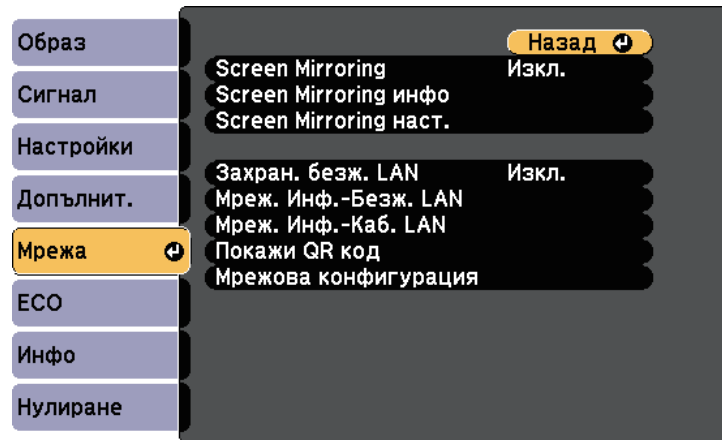 Образ
Сигнал
Настройки
Допълнит.
Мрежа
ECO
Инфо
Нулиране
Назад
Screen Mirroring Изкл.
Screen Mirroring инфо
Screen Mirroring наст.
Захран. безж. LAN Изкл.
Мреж. Инф.-Безж. LAN
Мреж. Инф.-Каб. LAN
Покажи QR код
Мрежова конфигурация